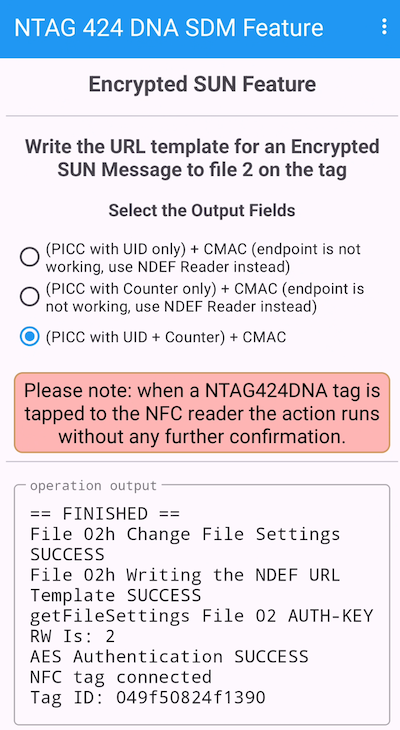 NTAG 424 DNA SDM Feature
Encrypted SUN Feature
Write the URL template for an Encrypted
SUN Message to file 2 on the tag
Select the Output Fields
(PICC with UID only) + CMAC (endpoint is not
working, use NDEF Reader instead)
(PICC with Counter only) + CMAC (endpoint is
not working, use NDEF Reader instead)
(PICC with UID + Counter) + CMAC
Please note: when a NTAG424DNA tag is
tapped to the NFC reader the action runs
without any further confirmation.
operation output
== FINISHED ==
File 02h Change File Settings
SUCCESS
File 02h Writing the NDEF URL
Template SUCCESS
getFileSettings File 02 AUTH-KEY
RW Is: 2
AES Authentication SUCCESS
NFC tag connected
Tag ID: 049f50824f1390